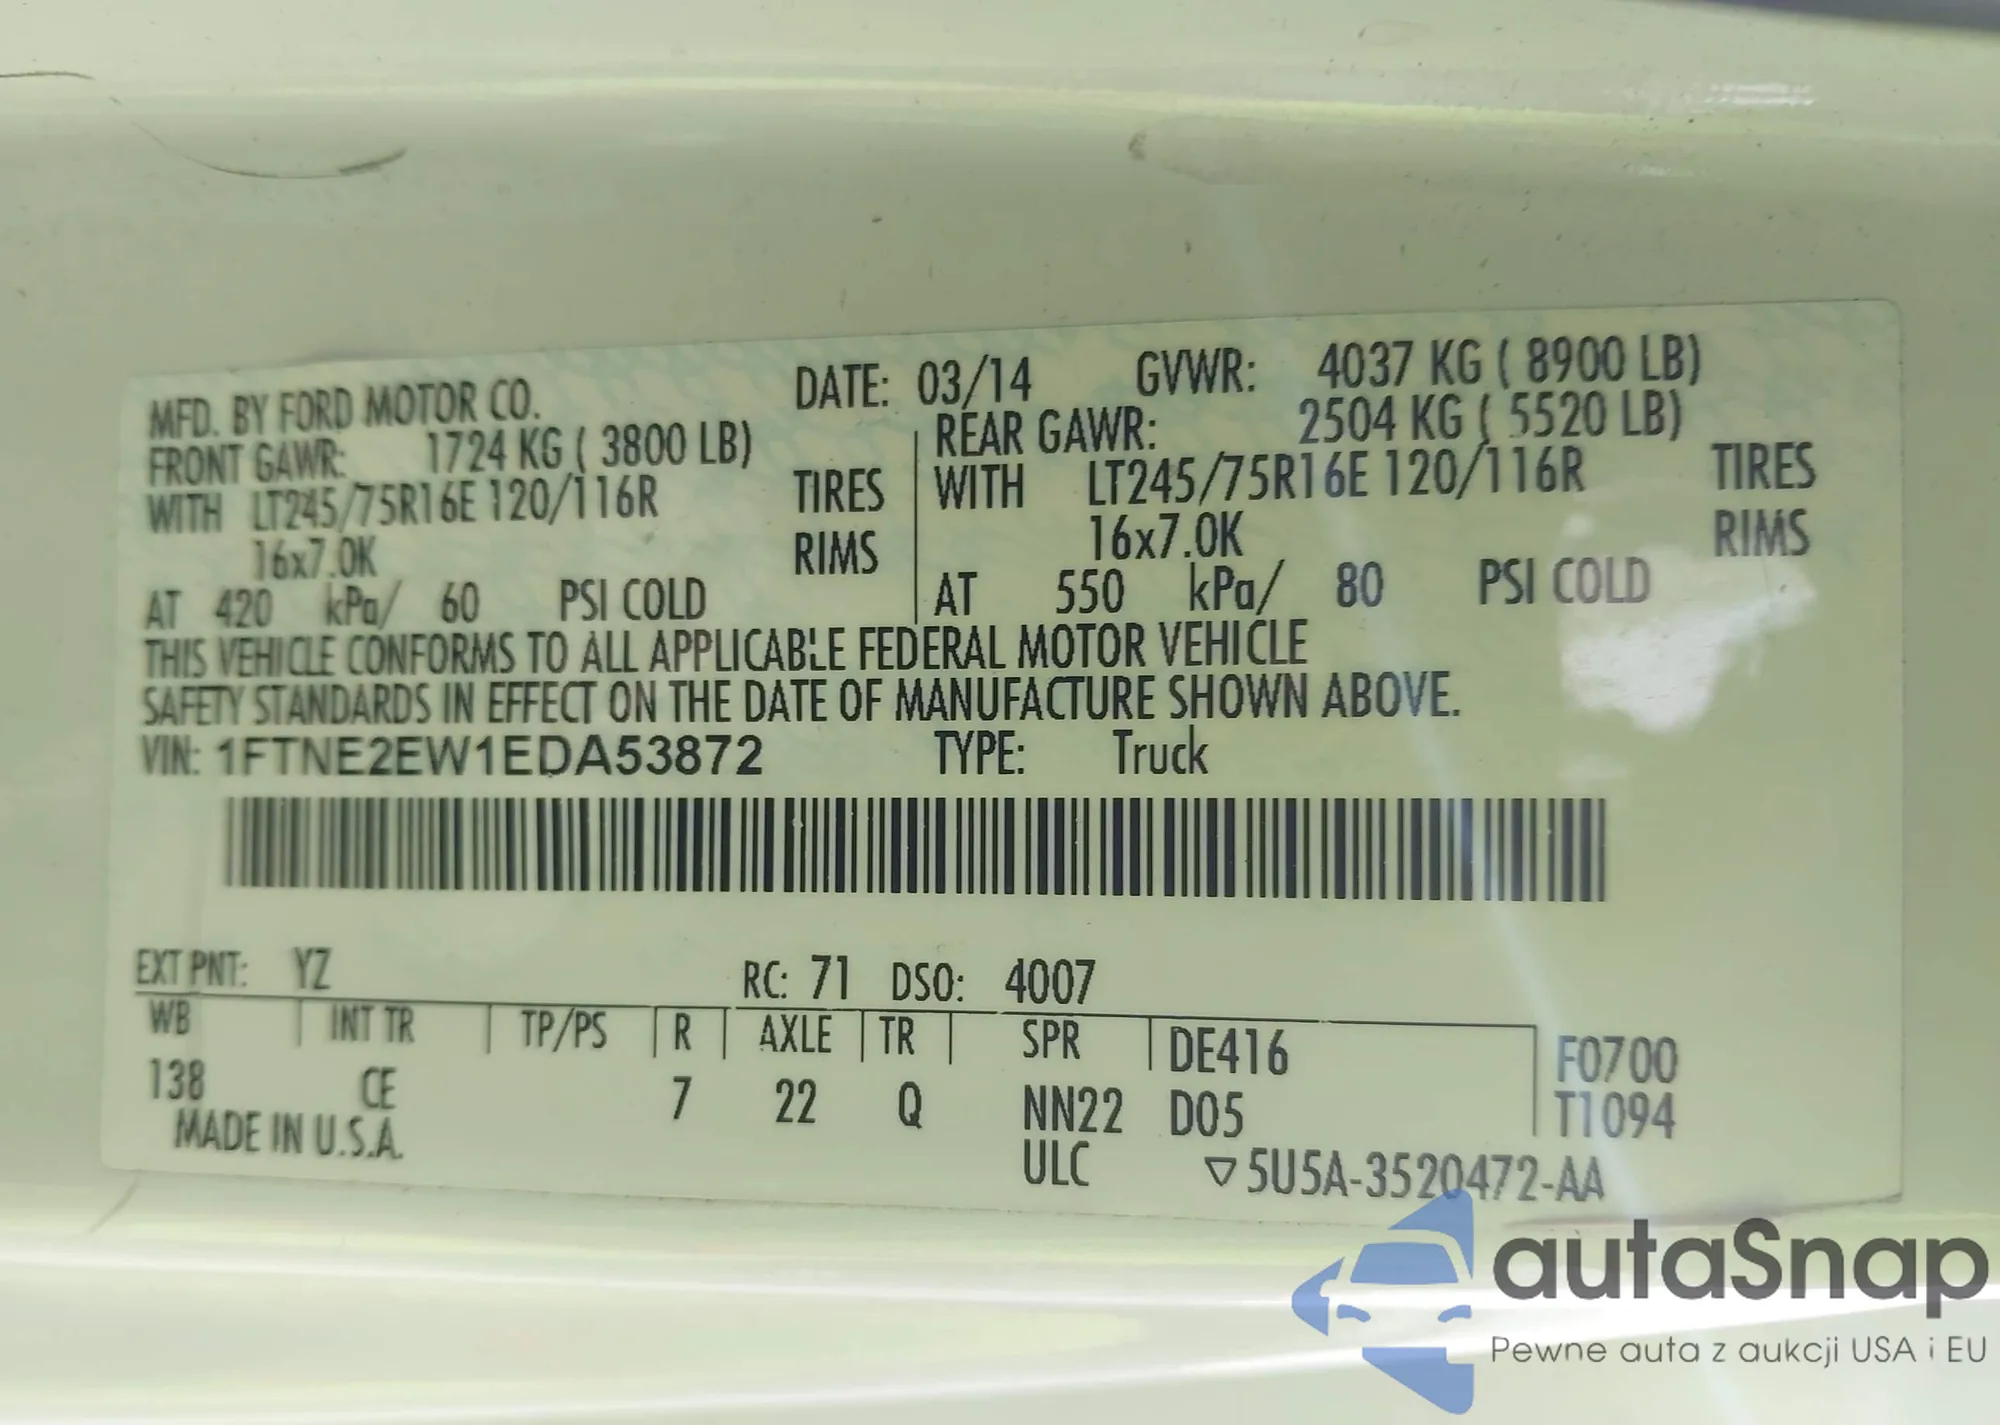 MFD. BY FORD MOTOR CO. DATE: 03/14 GVWR: 4037 KG ( 8900 LB)
FRONT GAWR: 1724 KG ( 3800 LB) REAR GAWR: 2504 KG ( 5520 LB)
WITH LT245/75R16E 120/116R TIRES WITH LT245/75R16E 120/116R TIRES
16x7.0K RIMS 16x7.0K RIMS
AT 420 kPa/ 60 PSI COLD AT 550 kPa/ 80 PSI COLD
THIS VEHICLE CONFORMS TO ALL APPLICABLE FEDERAL MOTOR VEHICLE
SAFETY STANDARDS IN EFFECT ON THE DATE OF MANUFACTURE SHOWN ABOVE.
VIN: 1FTNE2EW1EDA53872 TYPE: Truck
EXT PNT: YZ RC: 71 DSO: 4007
WB INT TR TP/PS R AXLE TR SPR DE416 F0700
138 CE 7 22 Q NN22 D05 T1094
MADE IN U.S.A. ULC ▽5U5A-3520472-AA
autaSnap
Pewne auta z aukcji USA i EU